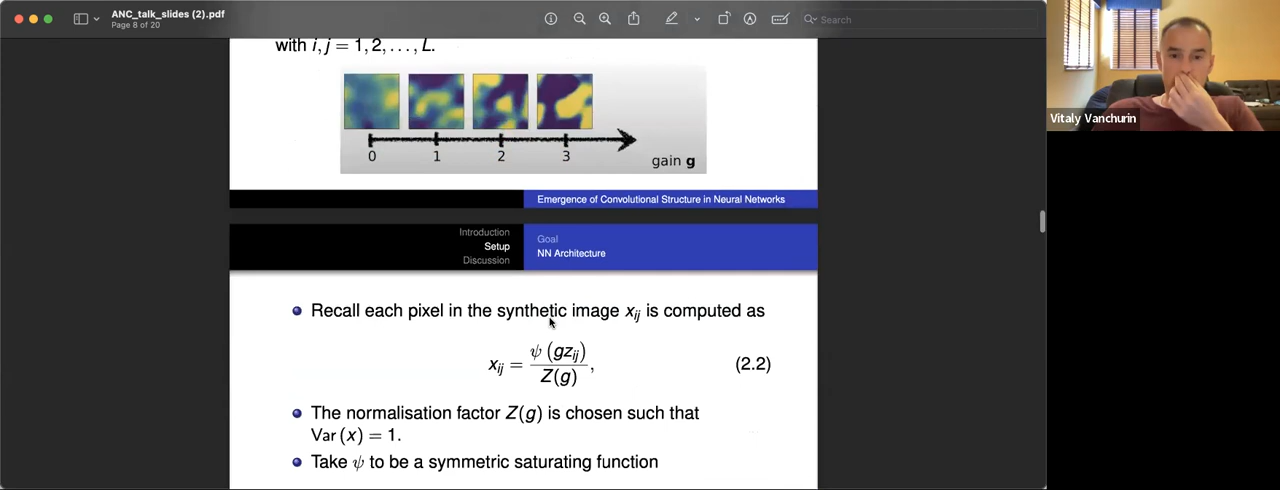 ANC_talk_slides (2).pdf
Page 8 of 20
Search
with i, j = 1, 2, . . . , L.
0 1 2 3
gain g
Emergence of Convolutional Structure in Neural Networks
Introduction
Setup
Discussion
Goal
NN Architecture
Recall each pixel in the synthetic image xij is computed as
xij = ψ (gzij) / Z(g), (2.2)
The normalisation factor Z(g) is chosen such that
Var (x) = 1.
Take ψ to be a symmetric saturating function
Vitaly Vanchurin